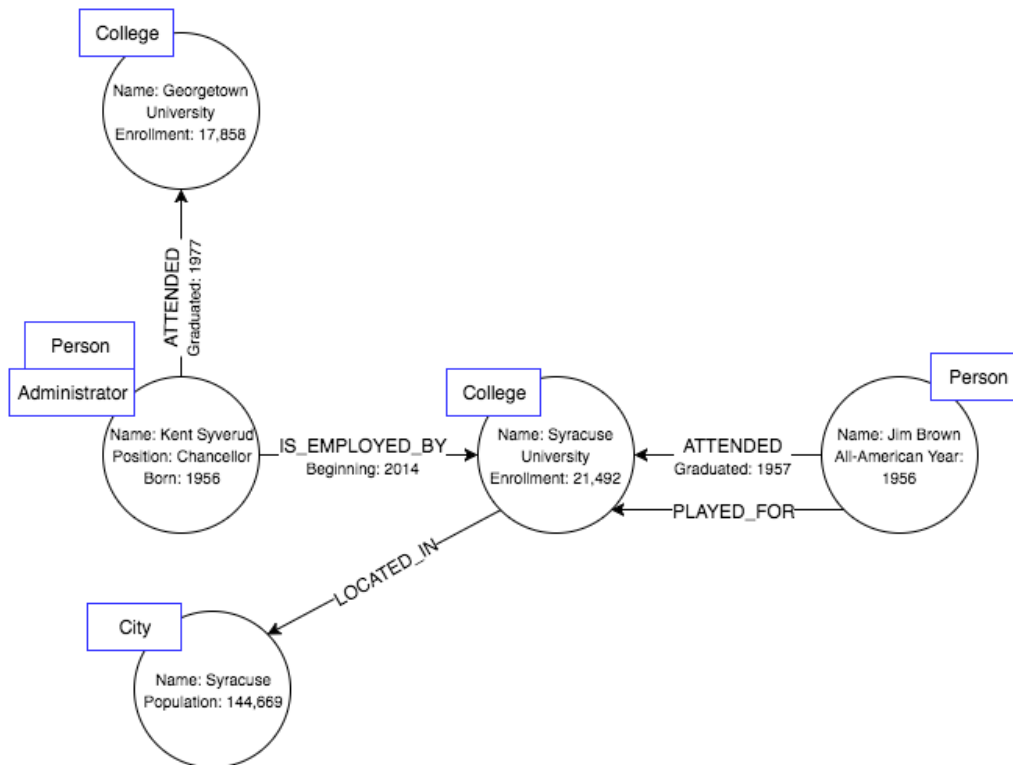 College
Name: Georgetown
University
Enrollment: 17,858
ATTENDED
Graduated: 1977
Person
Administrator
Name: Kent Syverud
Position: Chancellor
Born: 1956
IS_EMPLOYED_BY
Beginning: 2014
College
Name: Syracuse
University
Enrollment: 21,492
ATTENDED
Graduated: 1957
PLAYED_FOR
Person
Name: Jim Brown
All-American Year:
1956
LOCATED_IN
City
Name: Syracuse
Population: 144,669